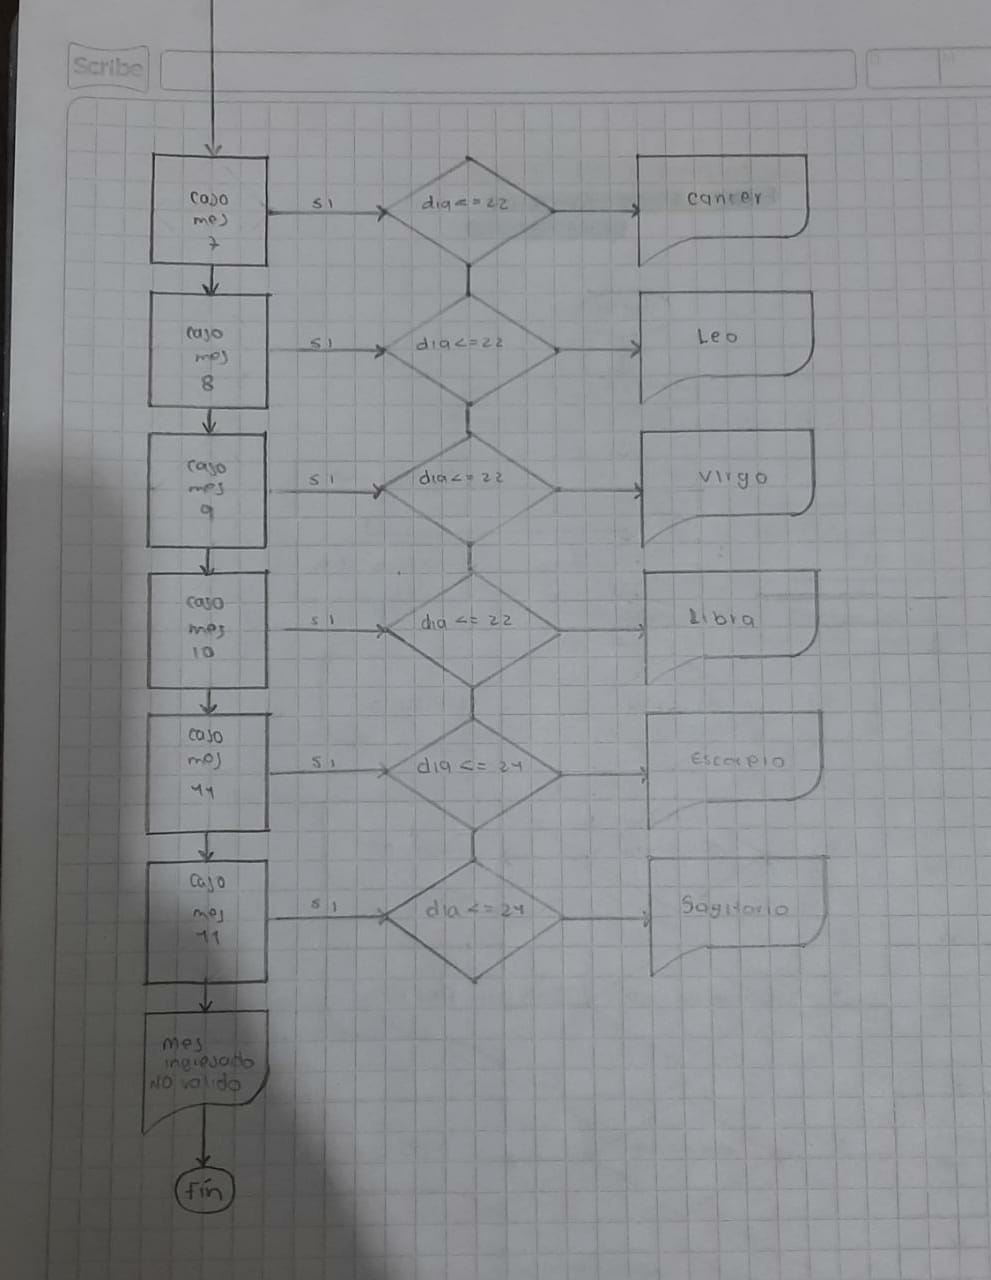 Scribe
caso
mes
7
SI
dia <= 22
cancer
caso
mes
8
SI
dia <= 22
Leo
caso
mes
9
SI
dia <= 22
Virgo
caso
mes
10
SI
dia <= 22
Libra
caso
mes
11
SI
dia <= 21
Escorpio
caso
mes
11
SI
dia <= 21
Sagitario
mes
ingresado
NO valido
fin